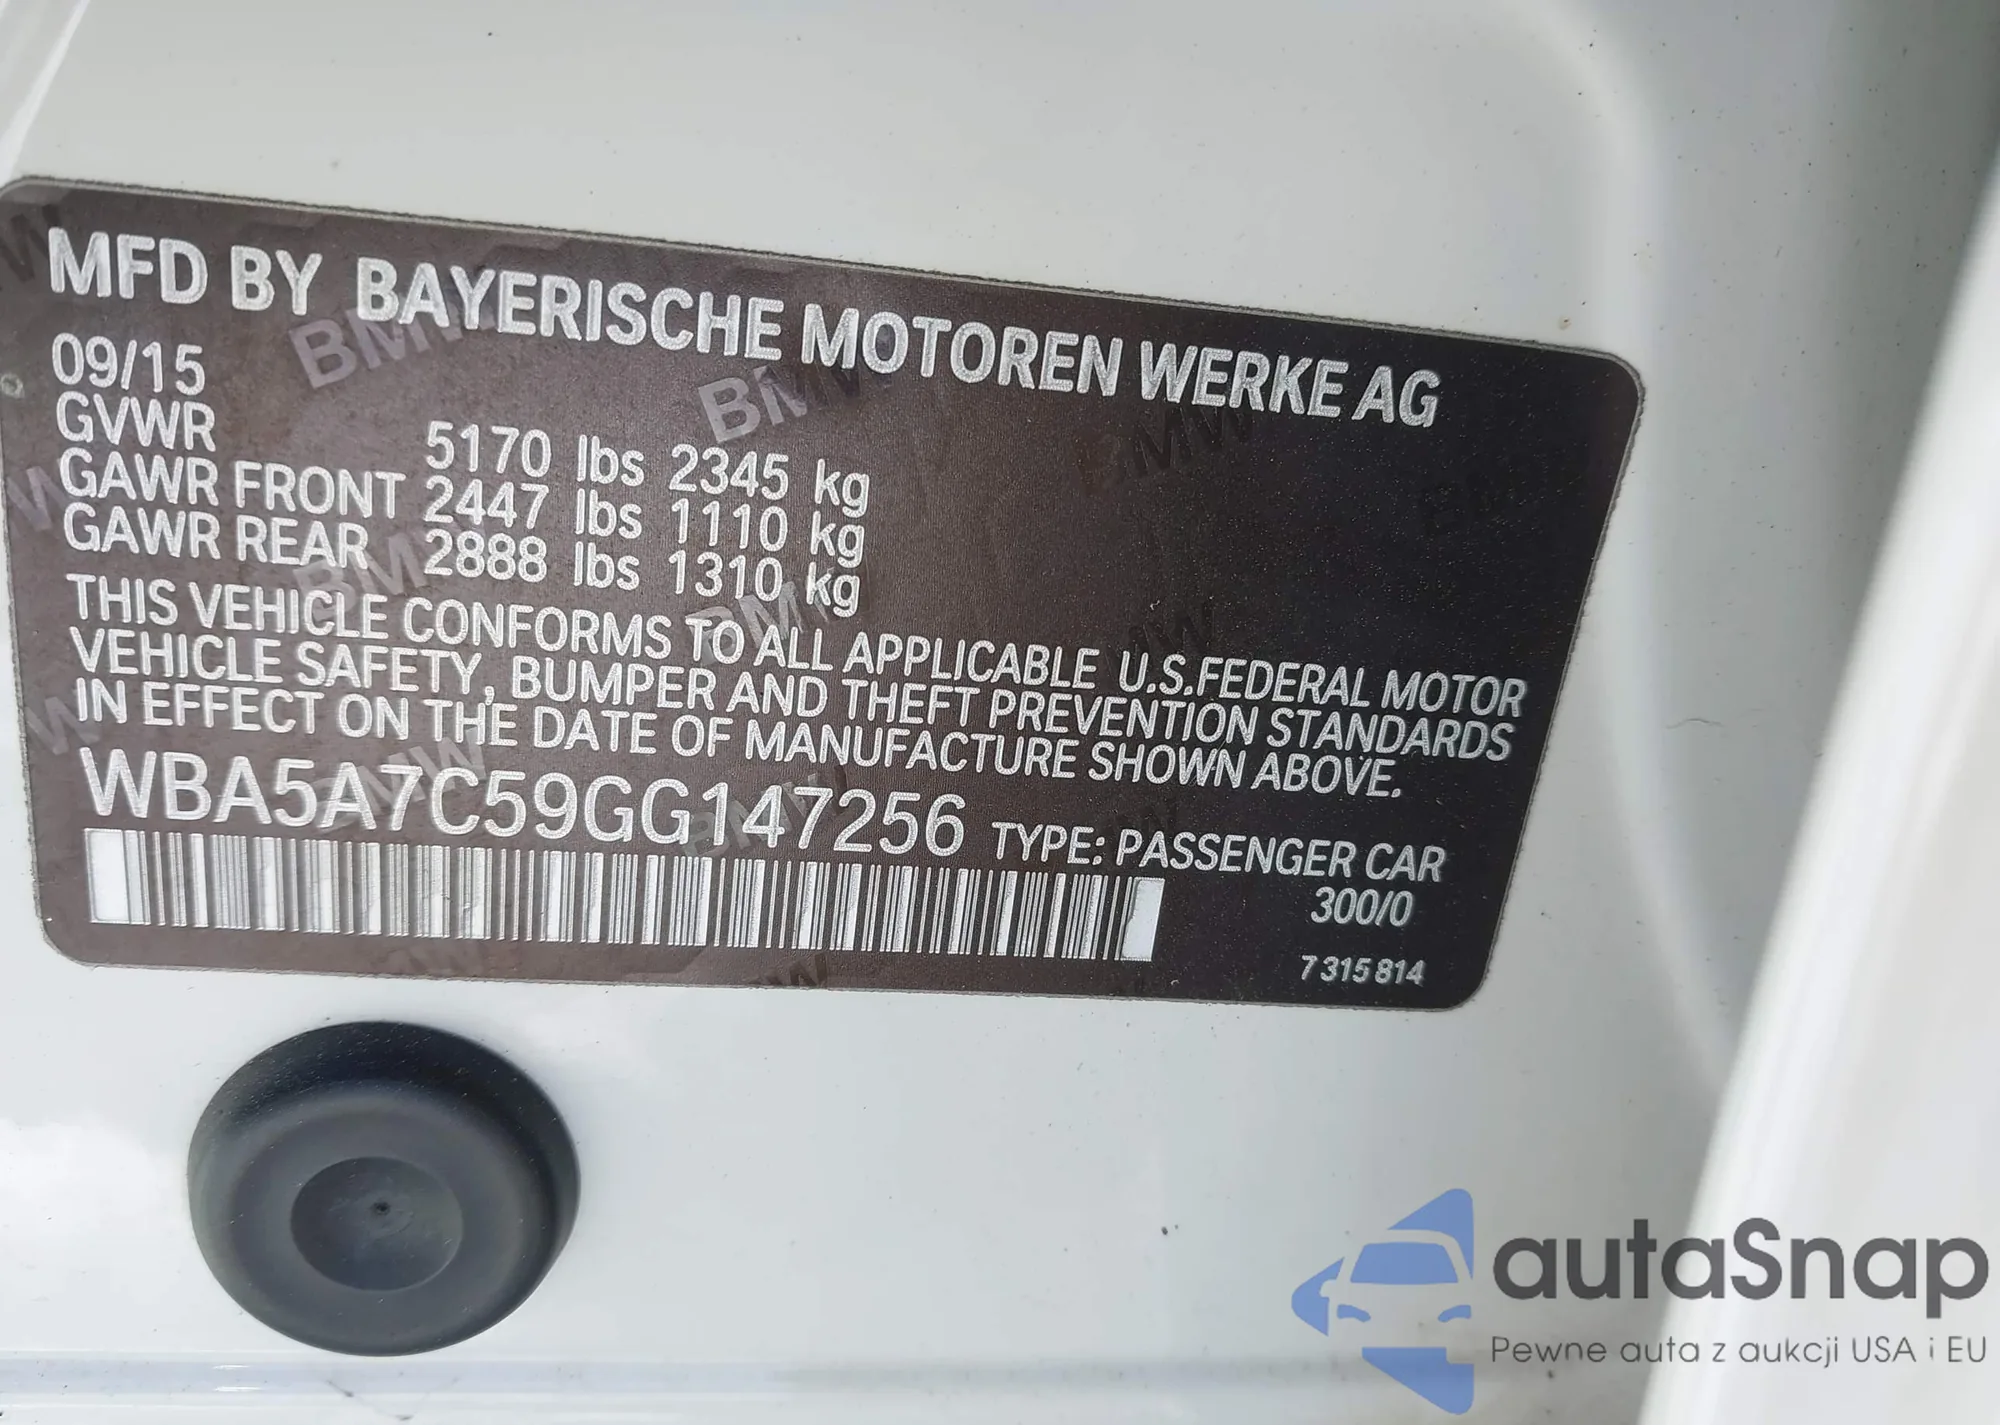 MFD BY BAYERISCHE MOTOREN WERKE AG
09/15
GVWR 5170 lbs 2345 kg
GAWR FRONT 2447 lbs 1110 kg
GAWR REAR 2888 lbs 1310 kg
THIS VEHICLE CONFORMS TO ALL APPLICABLE U.S.FEDERAL MOTOR
VEHICLE SAFETY, BUMPER AND THEFT PREVENTION STANDARDS
IN EFFECT ON THE DATE OF MANUFACTURE SHOWN ABOVE.
WBA5A7C59GG147256 TYPE: PASSENGER CAR
300/0
7 315 814
autaSnap
Pewne auta z aukcji USA i EU